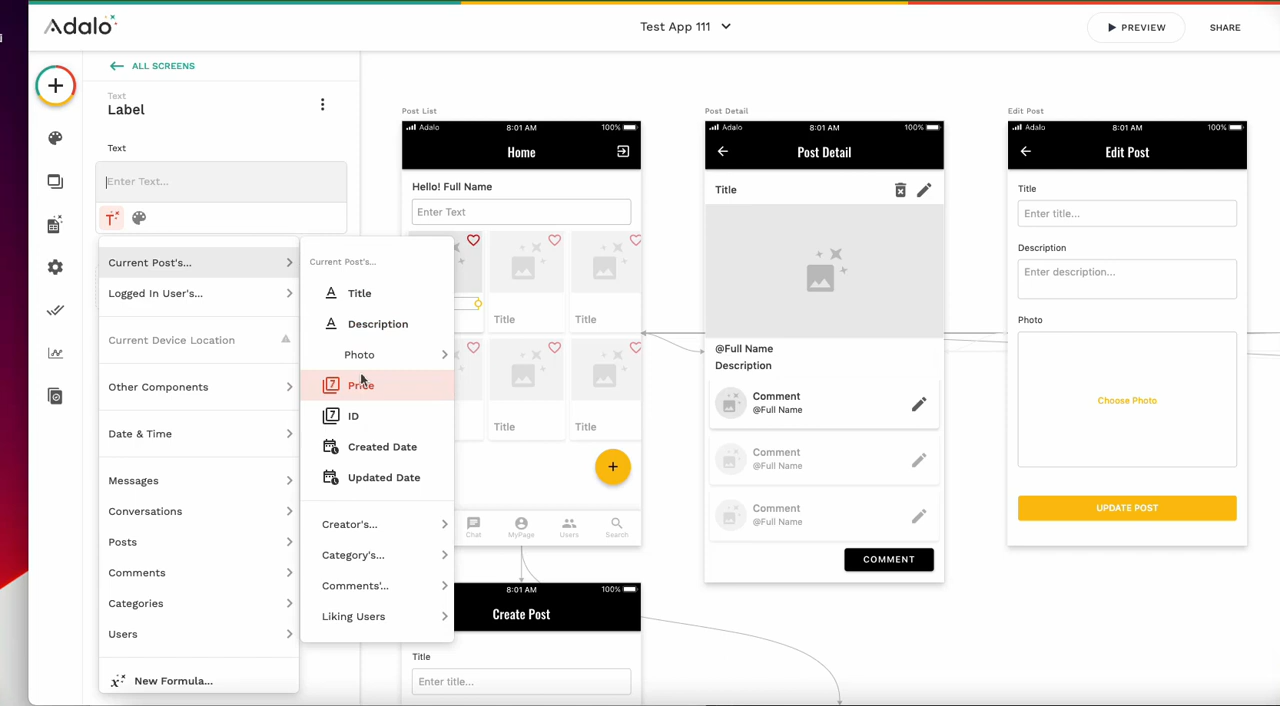 Adalo
Test App 111
PREVIEW
SHARE
ALL SCREENS
Text
Label
Text
Enter Text...
Current Post's...
Logged In User's...
Current Device Location
Other Components
Date & Time
Messages
Conversations
Posts
Comments
Categories
Users
New Formula...
Current Post's...
Title
Description
Photo
Price
ID
Created Date
Updated Date
Creator's...
Category's...
Comments'...
Liking Users
Post List
Adalo 8:01 AM 100%
Home
Hello! Full Name
Enter Text
Title Title
Title Title
Chat MyPage Users Search
8:01 AM 100%
Create Post
Title
Enter title...
Post Detail
Adalo 8:01 AM 100%
Post Detail
Title
@Full Name
Description
Comment
@Full Name
Comment
@Full Name
Comment
@Full Name
COMMENT
Edit Post
Adalo 8:01 AM 100%
Edit Post
Title
Enter title...
Description
Enter description...
Photo
Choose Photo
UPDATE POST